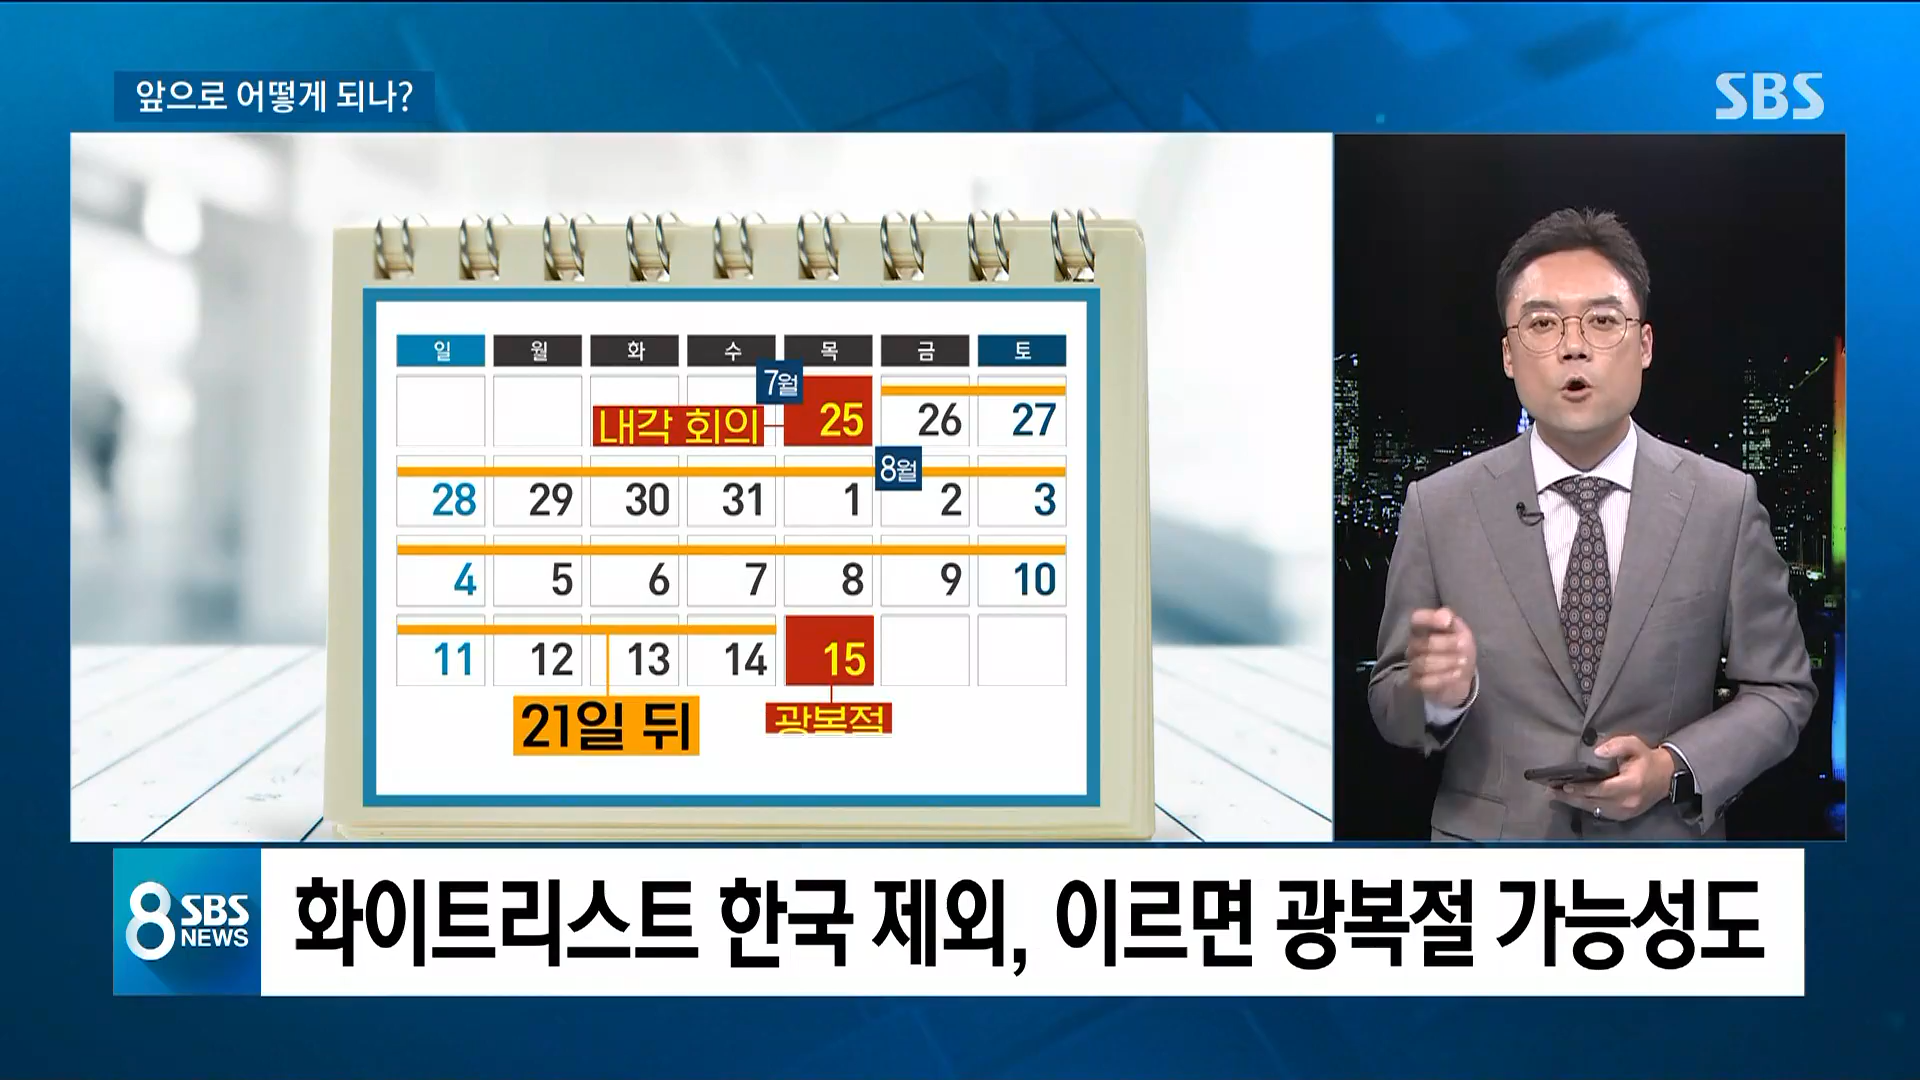 앞으로 어떻게 되나?
SBS
일 월 화 수 목 금 토
7월
내각 회의 25 26 27
8월
28 29 30 31 1 2 3
4 5 6 7 8 9 10
11 12 13 14 15
21일 뒤 광복절
8 SBS NEWS
화이트리스트 한국 제외, 이르면 광복절 가능성도